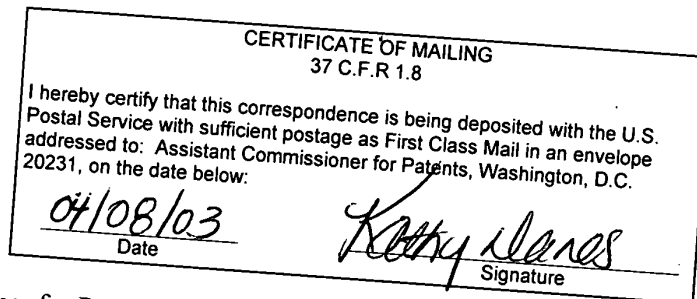 CERTIFICATE OF MAILING
37 C.F.R 1.8
I hereby certify that this correspondence is being deposited with the U.S.
Postal Service with sufficient postage as First Class Mail in an envelope
addressed to: Assistant Commissioner for Patents, Washington, D.C.
20231, on the date below:
04/08/03 Kathy
Date Signature